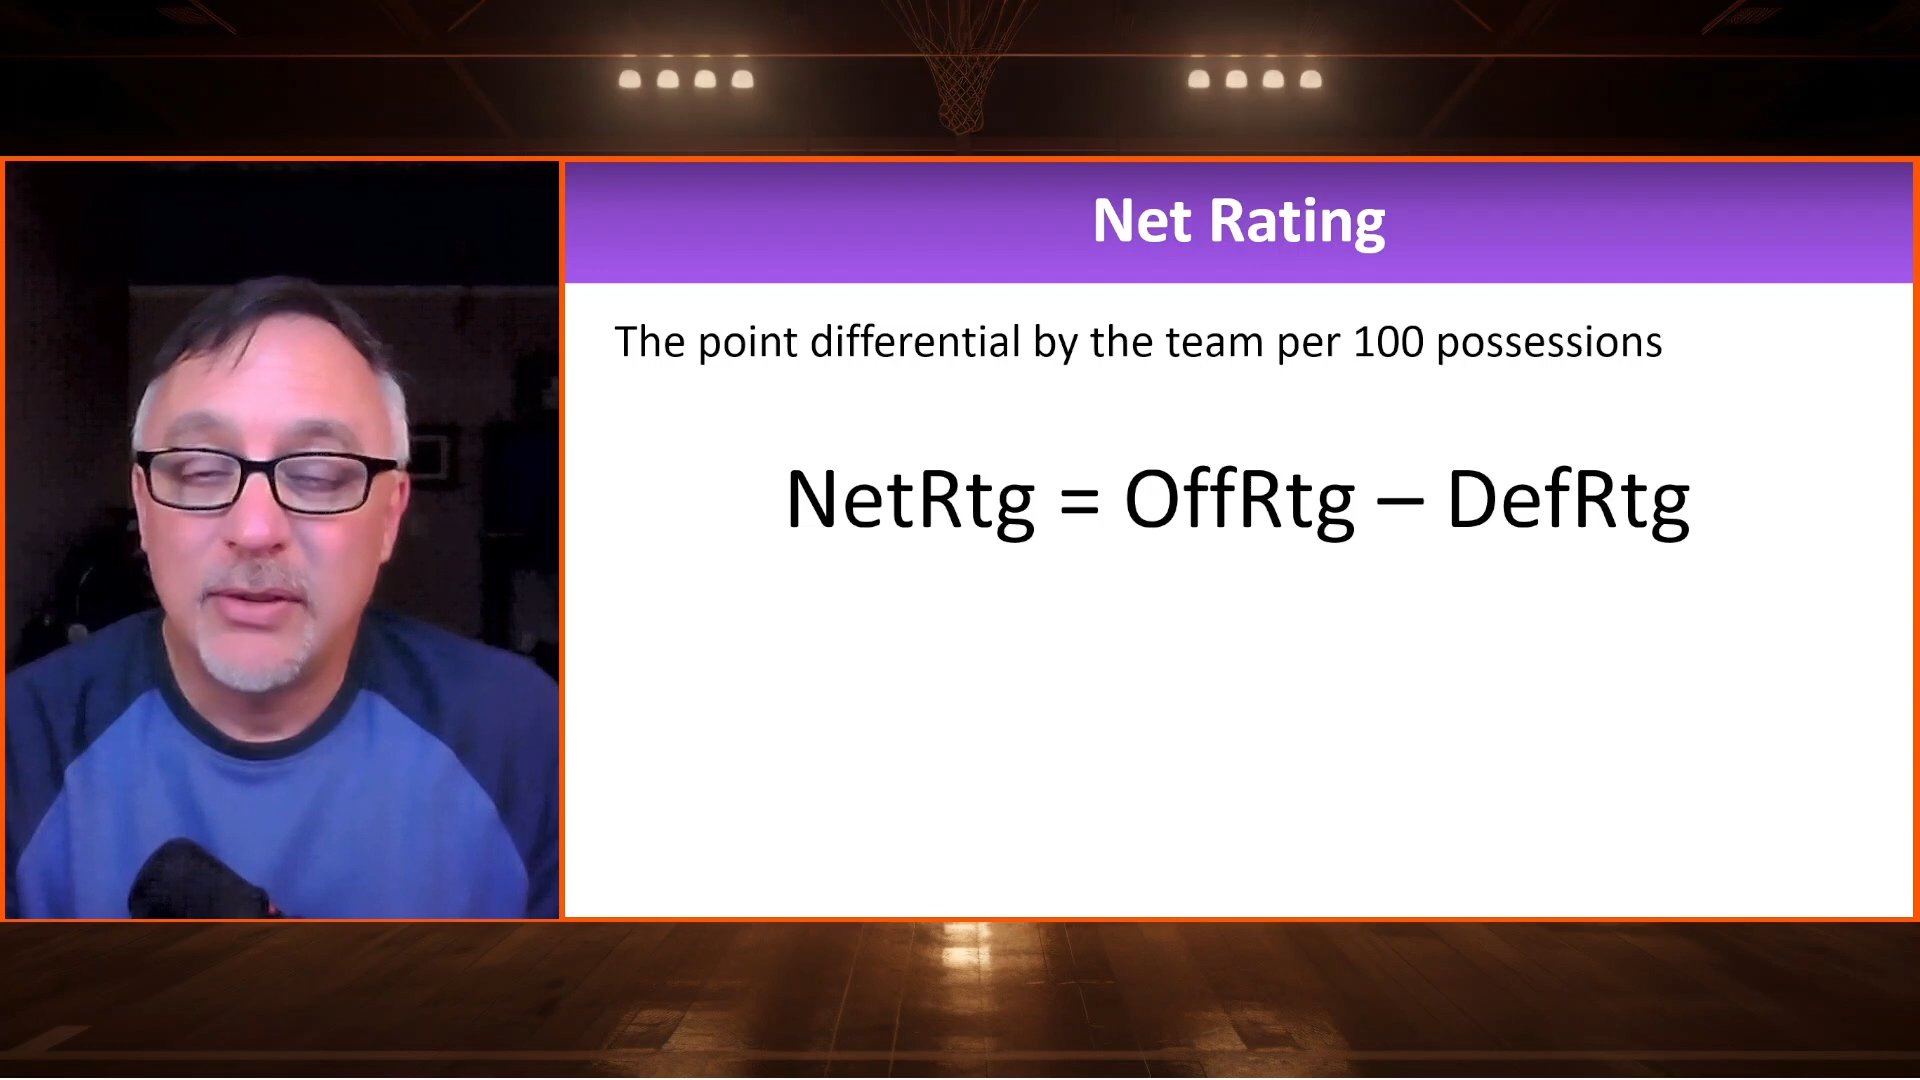 Net Rating
The point differential by the team per 100 possessions
NetRtg = OffRtg – DefRtg